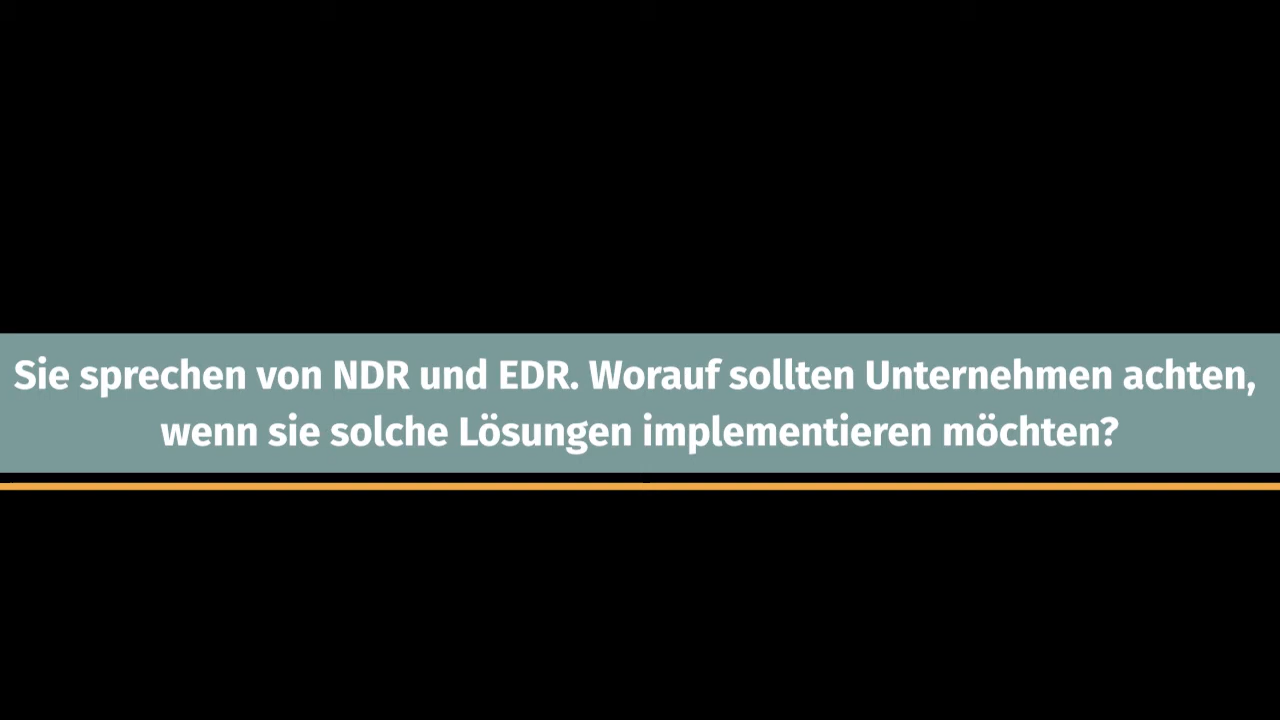 Sie sprechen von NDR und EDR. Worauf sollten Unternehmen achten,
wenn sie solche Lösungen implementieren möchten?